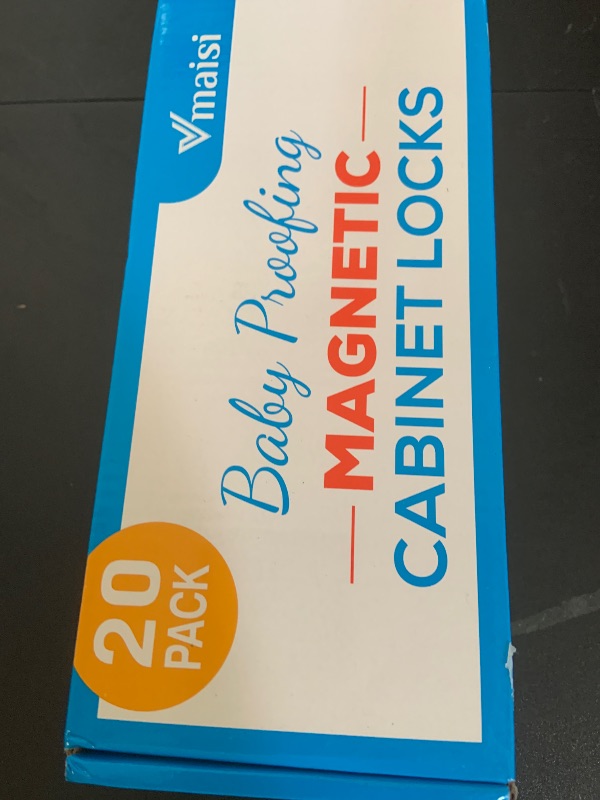 Vmaisi
Baby Proofing
MAGNETIC
CABINET LOCKS
20
PACK